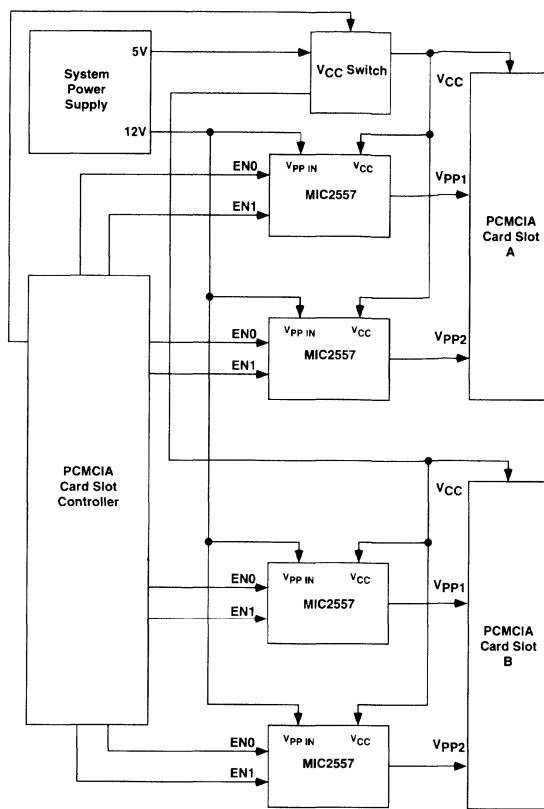 5V
System
Power
Supply
12V
VCC Switch
VCC
EN0
EN1
VPP IN
VCC
MIC2557
VPP1
PCMCIA
Card Slot
A
EN0
EN1
VPP IN
VCC
MIC2557
VPP2
PCMCIA
Card Slot
Controller
VCC
EN0
EN1
VPP IN
VCC
MIC2557
VPP1
PCMCIA
Card Slot
B
EN0
EN1
VPP IN
VCC
MIC2557
VPP2